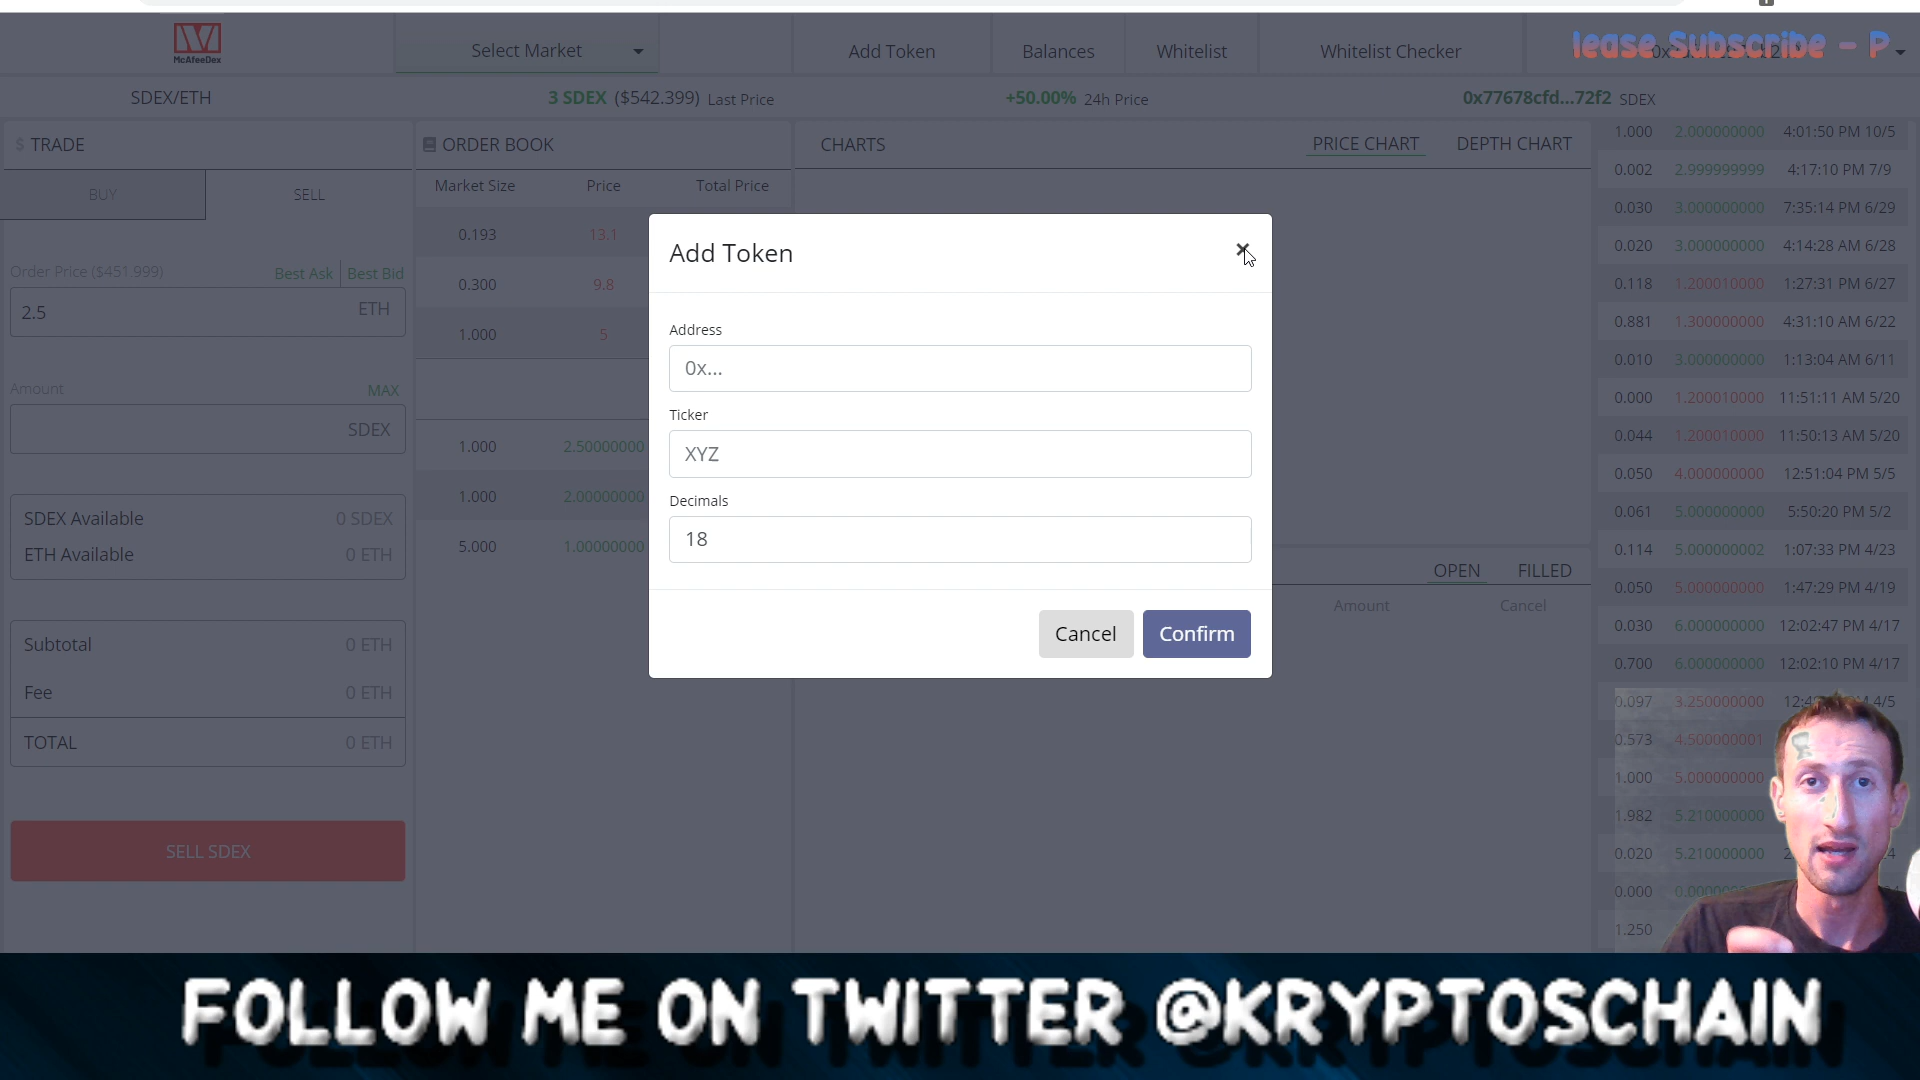 McAfeeDex
Select Market
Add Token
Balances
Whitelist
Whitelist Checker
lease Subscribe - P
SDEX/ETH
3 SDEX ($542.399) Last Price
+50.00% 24h Price
0x77678cfd...72f2 SDEX
$ TRADE
BUY
SELL
Order Price ($451.999)
Best Ask
Best Bid
2.5
ETH
Amount
MAX
SDEX
SDEX Available 0 SDEX
ETH Available 0 ETH
Subtotal 0 ETH
Fee 0 ETH
TOTAL 0 ETH
SELL SDEX
ORDER BOOK
Market Size Price Total Price
0.193 13.1
0.300 9.8
1.000 5
1.000 2.50000000
1.000 2.00000000
5.000 1.00000000
CHARTS
PRICE CHART
DEPTH CHART
Add Token
Address
0x...
Ticker
XYZ
Decimals
18
Cancel
Confirm
OPEN
FILLED
Amount
Cancel
1.000 2.000000000 4:01:50 PM 10/5
0.002 2.999999999 4:17:10 PM 7/9
0.030 3.000000000 7:35:14 PM 6/29
0.020 3.000000000 4:14:28 AM 6/28
0.118 1.200010000 1:27:31 PM 6/27
0.881 1.300000000 4:31:10 AM 6/22
0.010 3.000000000 1:13:04 AM 6/11
0.000 1.200010000 11:51:11 AM 5/20
0.044 1.200010000 11:50:13 AM 5/20
0.050 4.000000000 12:51:04 PM 5/5
0.061 5.000000000 5:50:20 PM 5/2
0.114 5.000000002 1:07:33 PM 4/23
0.050 5.000000000 1:47:29 PM 4/19
0.030 6.000000000 12:02:47 PM 4/17
0.700 6.000000000 12:02:10 PM 4/17
0.097 3.250000000 4/5
0.573 4.500000001
1.000 5.000000000
1.982 5.210000000
0.020 5.210000000
0.000
1.250
FOLLOW ME ON TWITTER @KRYPTOSCHAIN